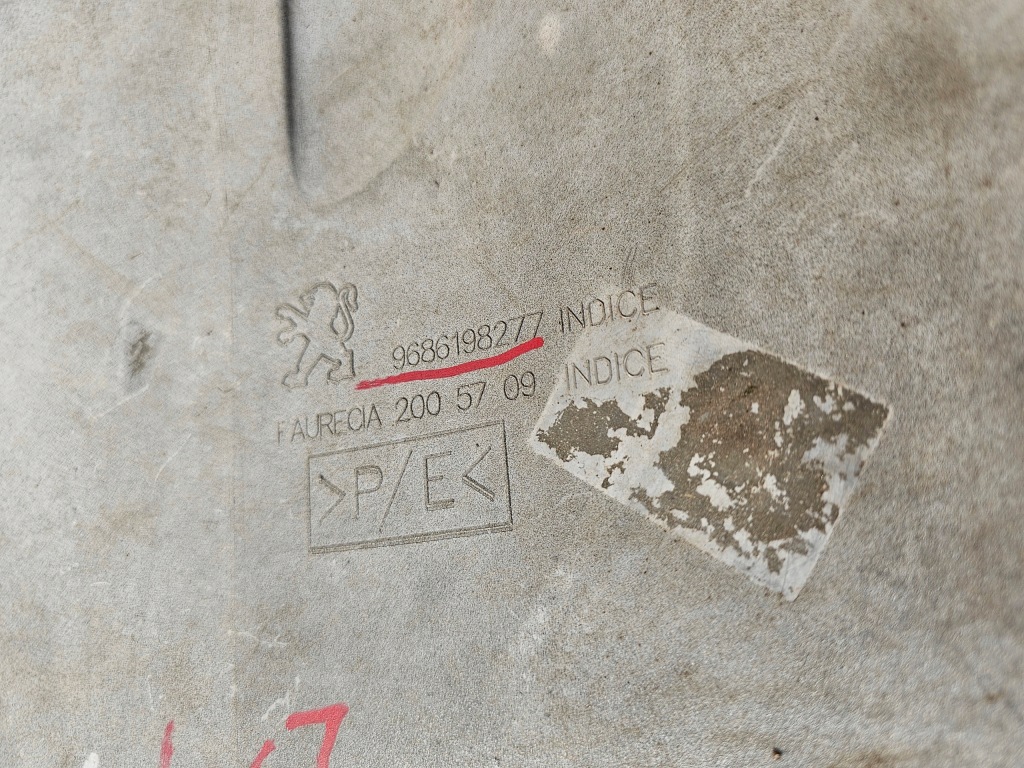 9686198277 INDICE
FAURECIA 200 57 09 INDICE
>P/E<